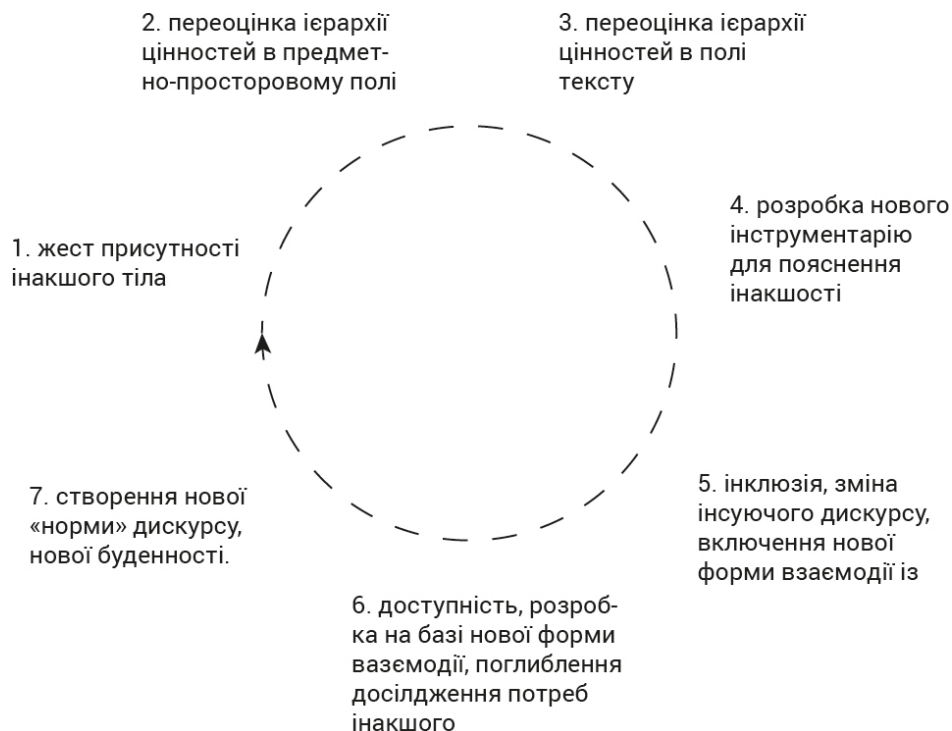 2. переоцінка ієрархії
цінностей в предмет-
но-просторовому полі
3. переоцінка ієрархії
цінностей в полі
тексту
4. розробка нового
інструментарію
для пояснення
інакшості
1. жест присутності
інакшого тіла
5. інклюзія, зміна
інсуючого дискурсу,
включення нової
форми взаємодії із
7. створення нової
«норми» дискурсу,
нової буденності.
6. доступність, розроб-
ка на базі нової форми
ваземодії, поглиблення
досілдження потреб
інакшого